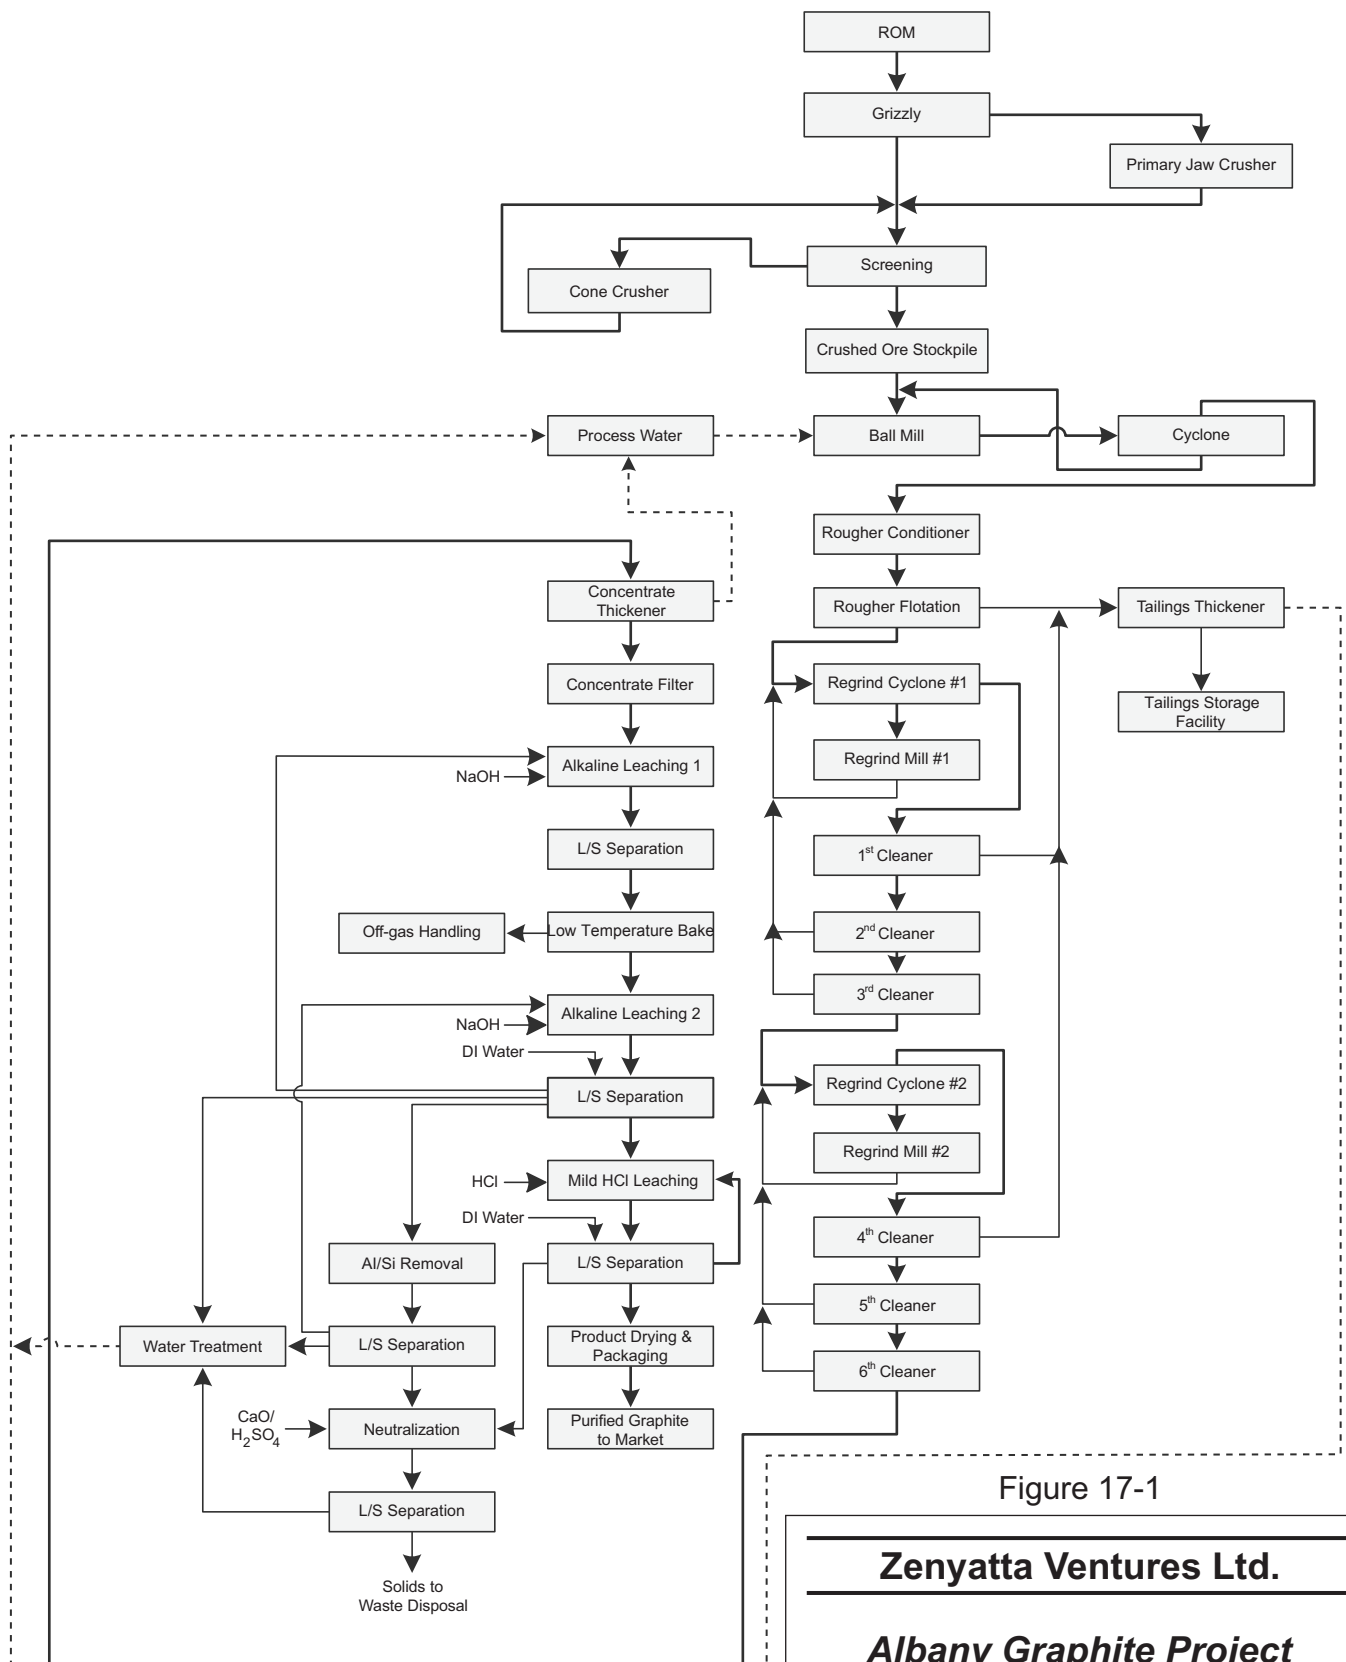 ROM
Grizzly
Primary Jaw Crusher
Screening
Cone Crusher
Crushed Ore Stockpile
Process Water
Ball Mill
Cyclone
Rougher Conditioner
Concentrate
Thickener
Rougher Flotation
Tailings Thickener
Concentrate Filter
Regrind Cyclone #1
Tailings Storage
Facility
Alkaline Leaching 1
NaOH
Regrind Mill #1
L/S Separation
1st Cleaner
Off-gas Handling
Low Temperature Bake
2nd Cleaner
3rd Cleaner
Alkaline Leaching 2
NaOH
DI Water
L/S Separation
Regrind Cyclone #2
Regrind Mill #2
HCl
Mild HCl Leaching
DI Water
4th Cleaner
Al/Si Removal
L/S Separation
5th Cleaner
Water Treatment
L/S Separation
Product Drying &
Packaging
6th Cleaner
CaO/
H2SO4
Neutralization
Purified Graphite
to Market
L/S Separation
Solids to
Waste Disposal
Figure 17-1
Zenyatta Ventures Ltd.
Albany Graphite Project